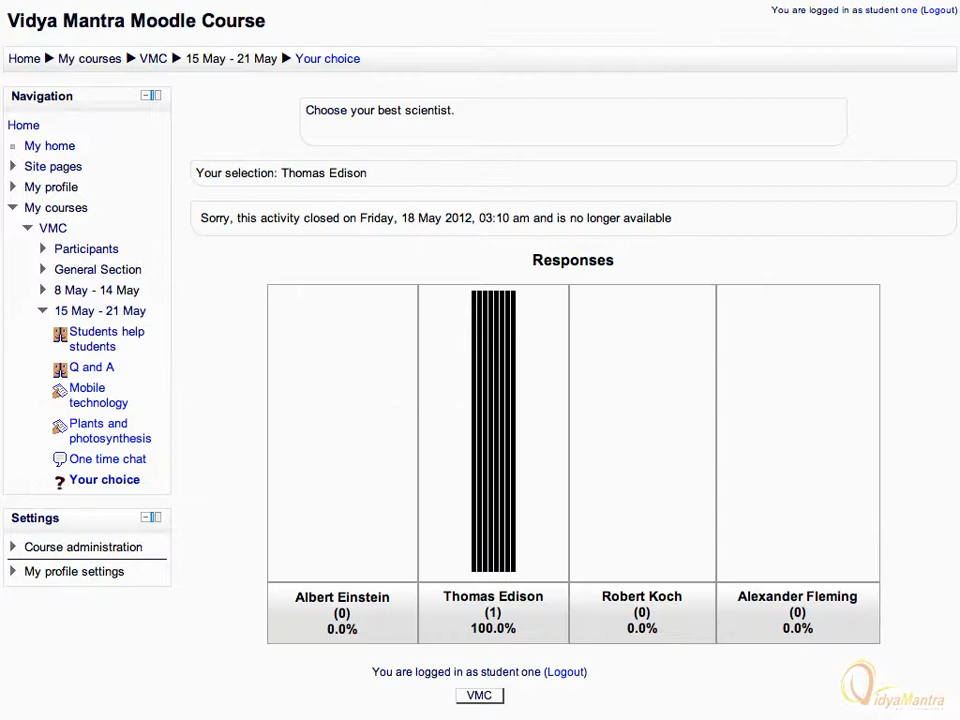 Vidya Mantra Moodle Course
You are logged in as student one (Logout)
Home ▶ My courses ▶ VMC ▶ 15 May - 21 May ▶ Your choice
Navigation
Home
My home
Site pages
My profile
My courses
VMC
Participants
General Section
8 May - 14 May
15 May - 21 May
Students help
students
Q and A
Mobile
technology
Plants and
photosynthesis
One time chat
Your choice
Settings
Course administration
My profile settings
Choose your best scientist.
Your selection: Thomas Edison
Sorry, this activity closed on Friday, 18 May 2012, 03:10 am and is no longer available
Responses
Albert Einstein
(0)
0.0%
Thomas Edison
(1)
100.0%
Robert Koch
(0)
0.0%
Alexander Fleming
(0)
0.0%
You are logged in as student one (Logout)
VMC
VidyaMantra